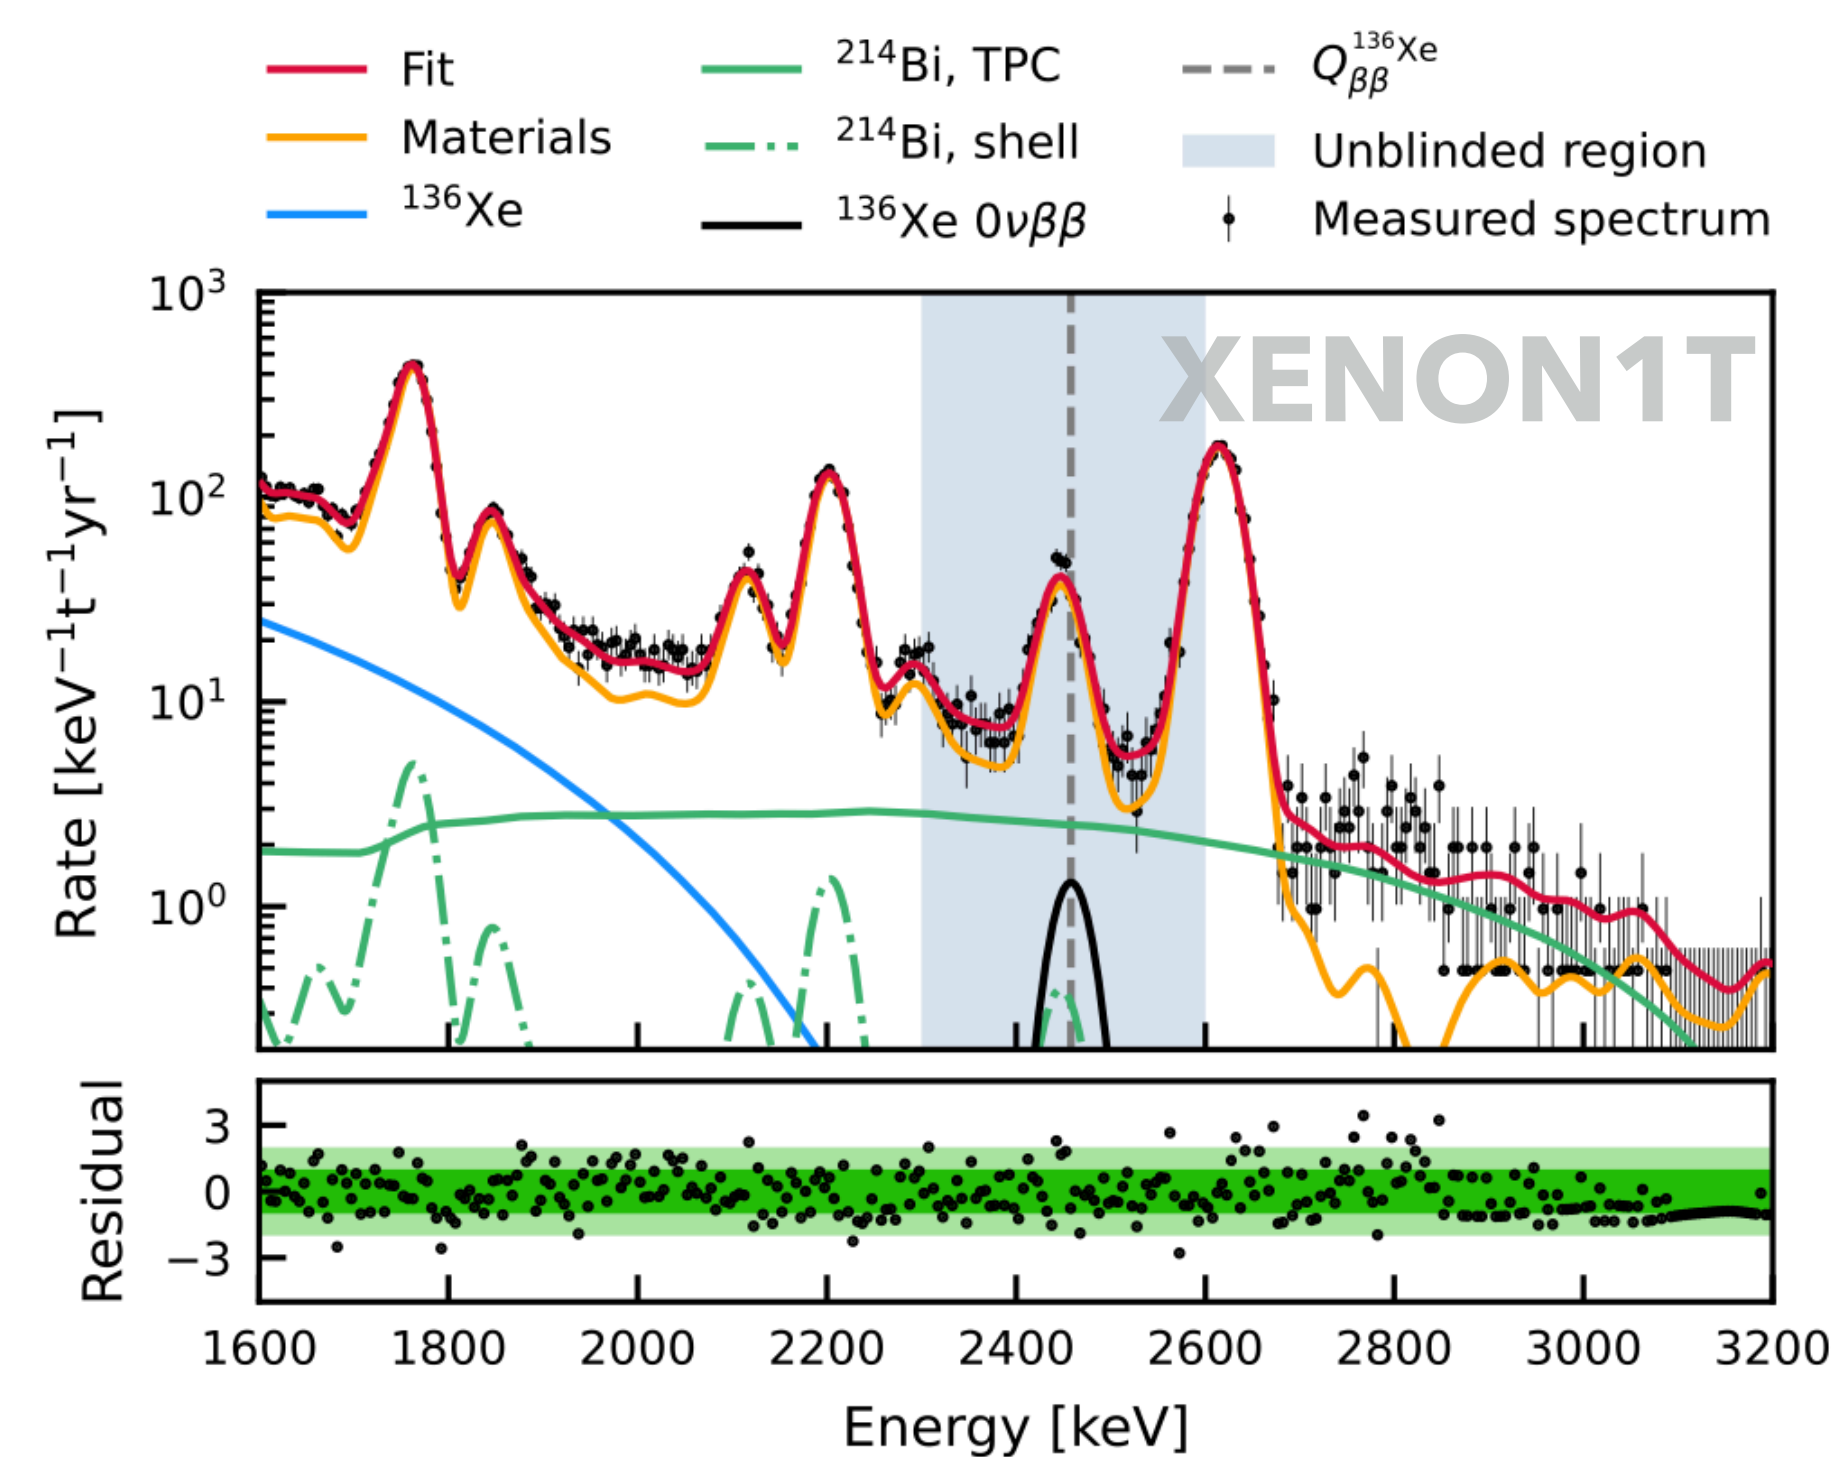 Fit
Materials
¹³⁶Xe
²¹⁴Bi, TPC
²¹⁴Bi, shell
¹³⁶Xe 0νββ
Q_ββ^¹³⁶Xe
Unblinded region
Measured spectrum
XENON1T
Rate [keV⁻¹t⁻¹yr⁻¹]
10³
10²
10¹
10⁰
Residual
3
0
−3
1600 1800 2000 2200 2400 2600 2800 3000 3200
Energy [keV]